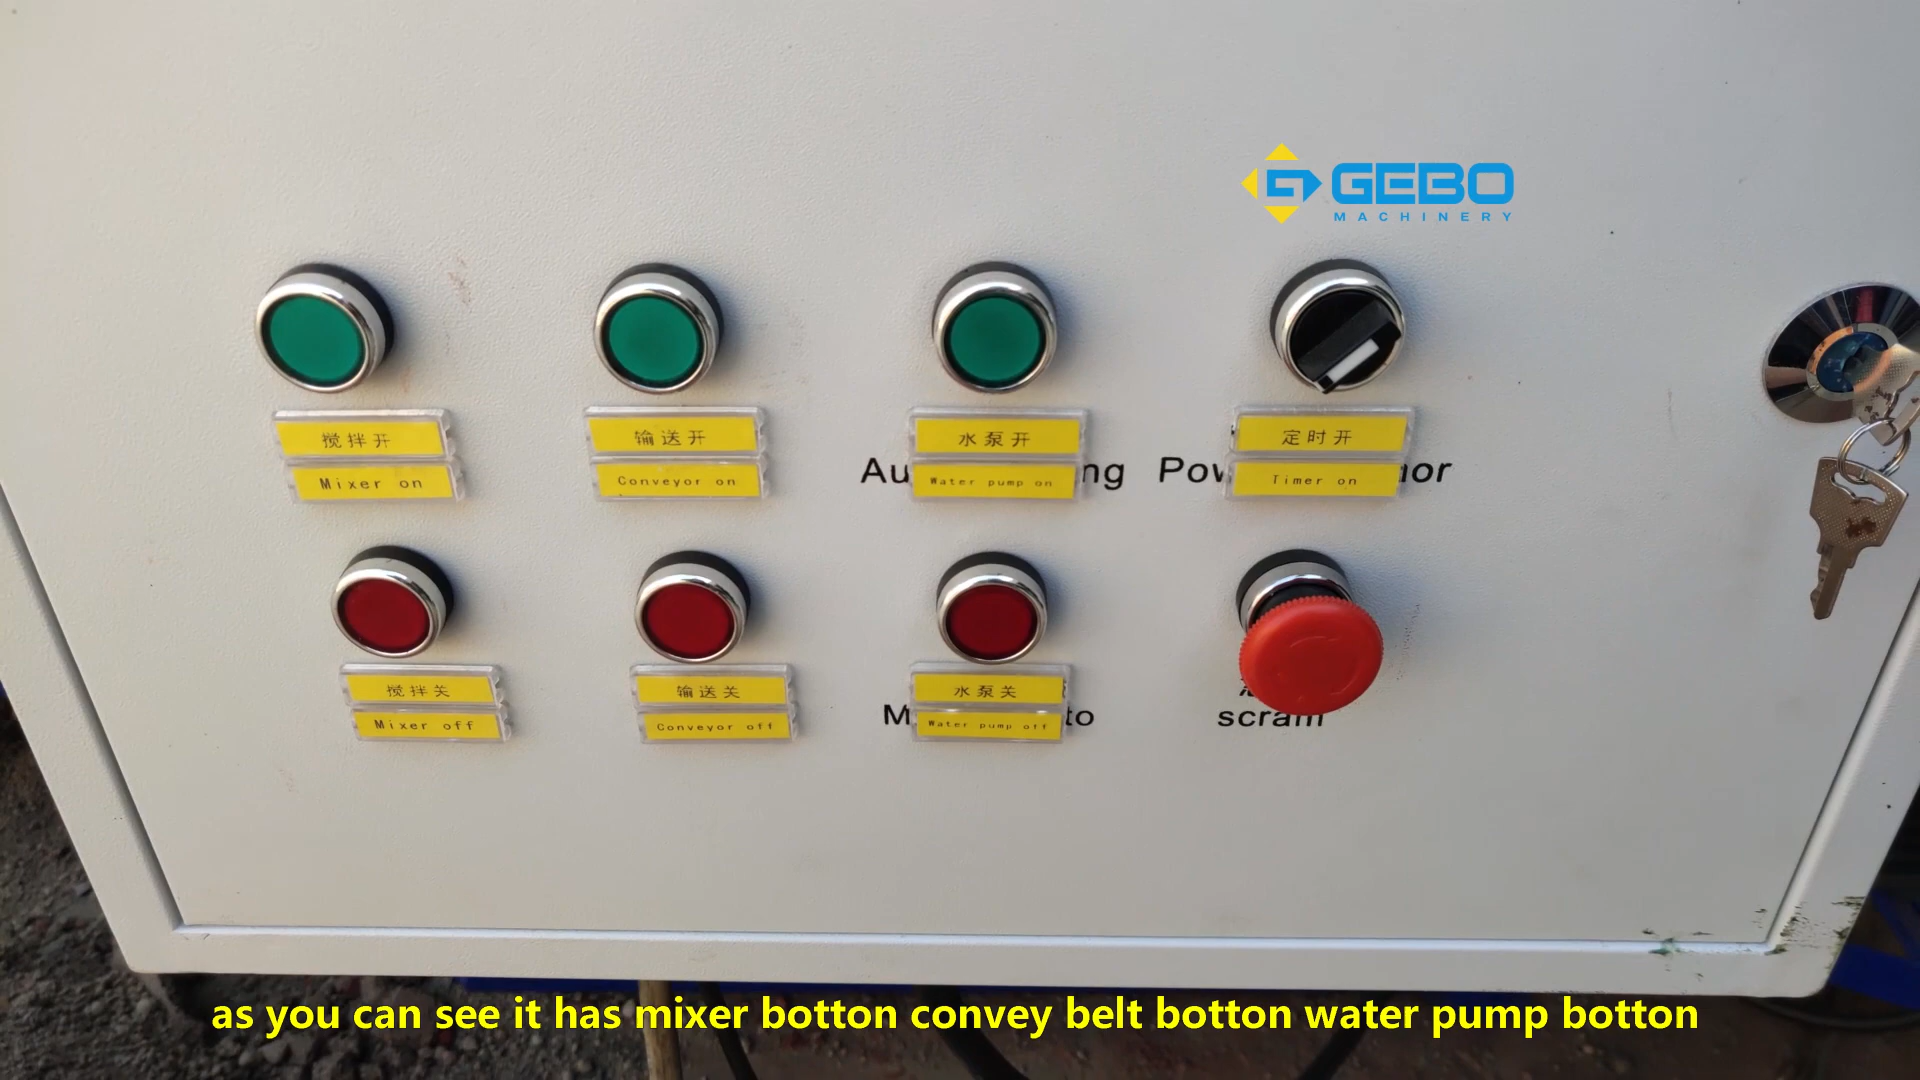 GEBO
MACHINERY
搅拌开
Mixer on
输送开
Conveyor on
水泵开
Water pump on
定时开
Timer on
搅拌关
Mixer off
输送关
Conveyor off
水泵关
Water pump off
scram
as you can see it has mixer botton convey belt botton water pump botton